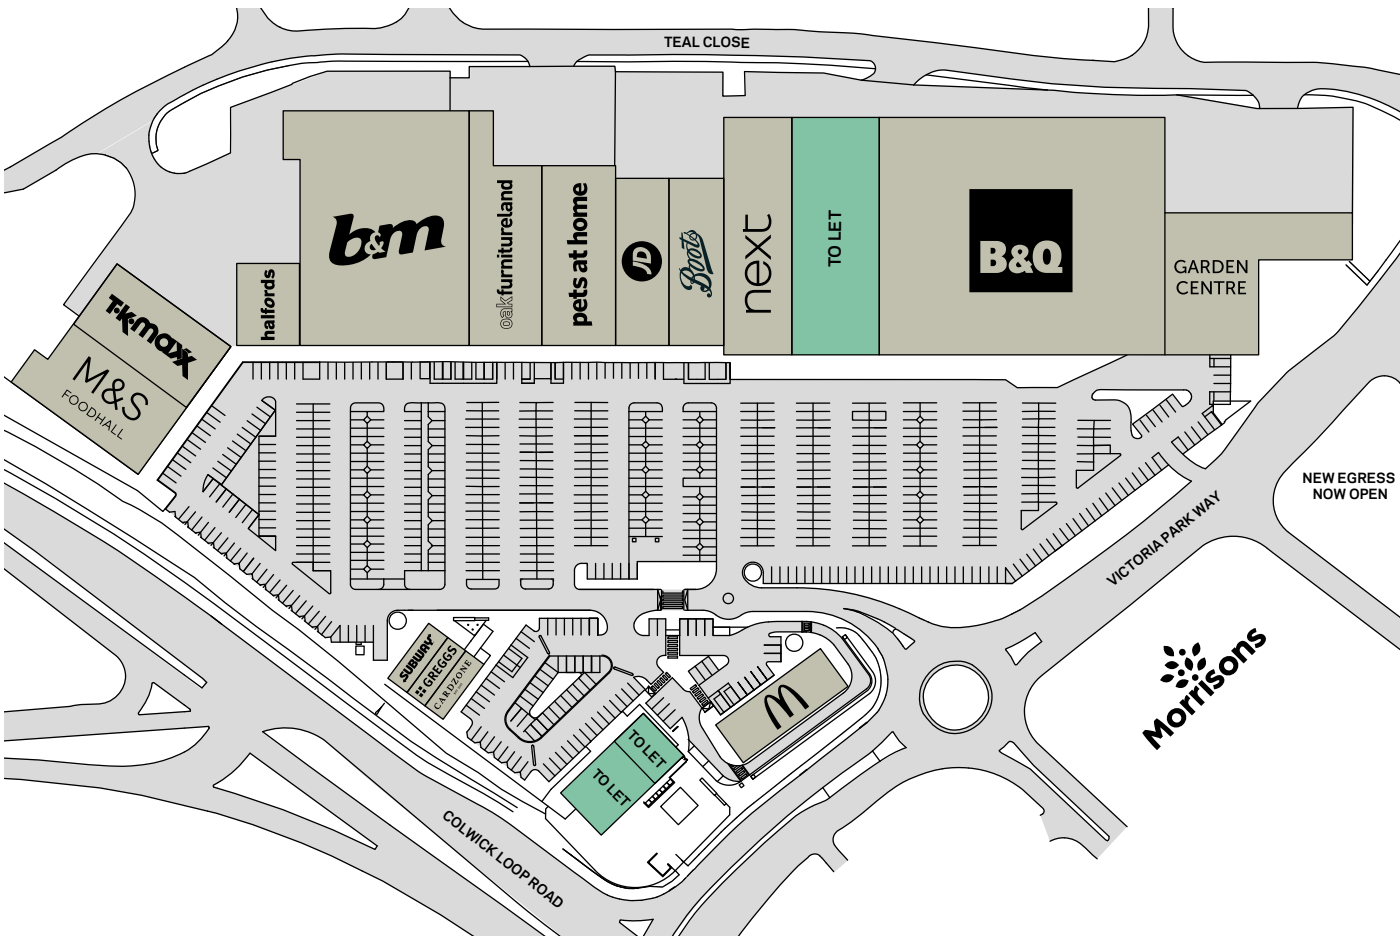 TEAL CLOSE
b&m
oakfurnitureland
pets at home
JD
Boots
next
TO LET
B&Q
GARDEN
CENTRE
halfords
T·K·maxx
M&S
FOODHALL
NEW EGRESS
NOW OPEN
VICTORIA PARK WAY
SUBWAY
GREGGS
CARDZONE
M
Morrisons
TO LET
TO LET
COLWICK LOOP ROAD